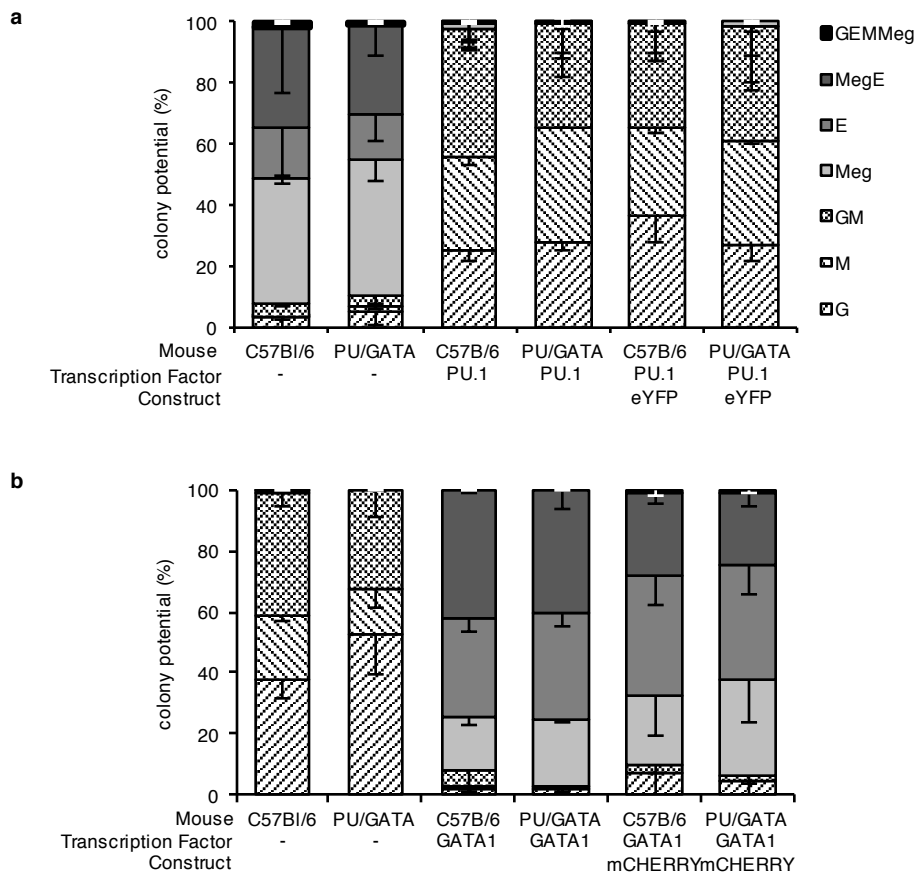 a
100
80
60
40
20
0
colony potential (%)
GEMMeg
MegE
E
Meg
GM
M
G
Mouse C57Bl/6 PU/GATA C57B/6 PU/GATA C57B/6 PU/GATA
Transcription Factor - - PU.1 PU.1 PU.1 PU.1
Construct eYFP eYFP
b
100
80
60
40
20
0
colony potential (%)
Mouse C57Bl/6 PU/GATA C57B/6 PU/GATA C57B/6 PU/GATA
Transcription Factor - - GATA1 GATA1 GATA1 GATA1
Construct mCHERRY mCHERRY